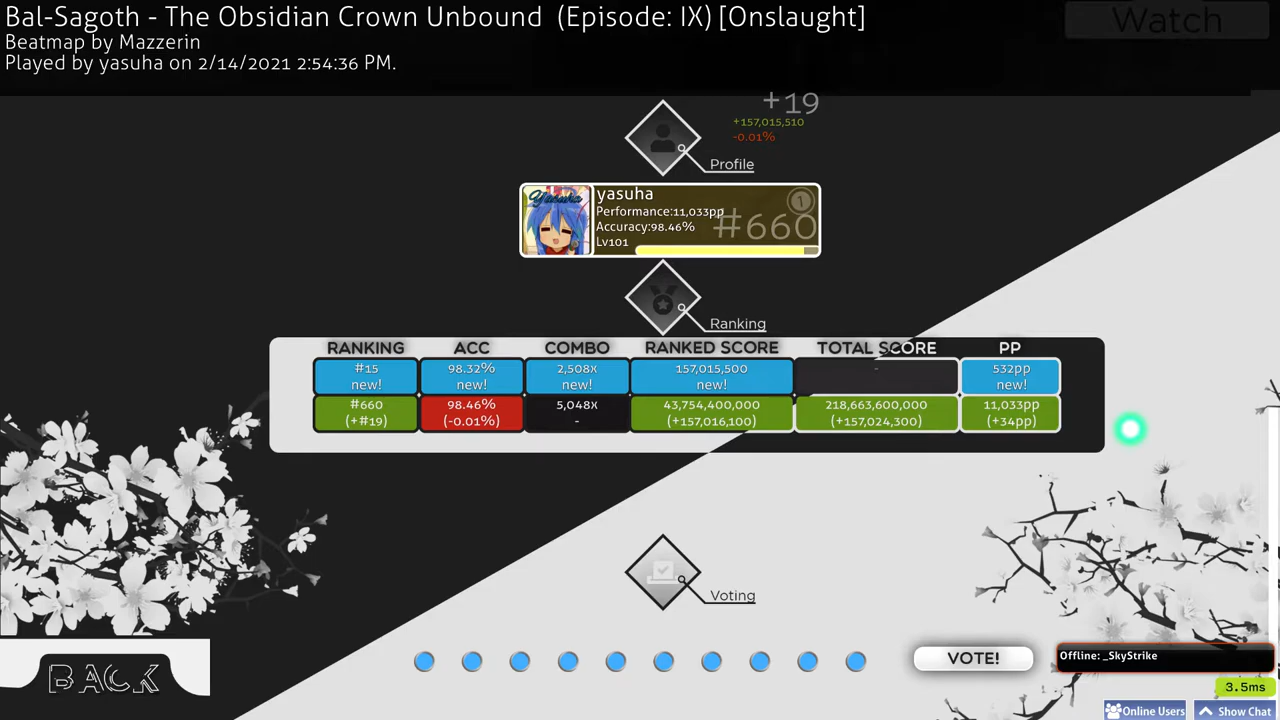 Bal-Sagoth - The Obsidian Crown Unbound (Episode: IX) [Onslaught]
Watch
Beatmap by Mazzerin
Played by yasuha on 2/14/2021 2:54:36 PM.
+19
+157,015,510
-0.01%
Profile
Yasuha
yasuha
1
Performance:11,033pp
#660
Accuracy:98.46%
Lv101
Ranking
RANKING ACC COMBO RANKED SCORE TOTAL SCORE PP
#15 98.32% 2,508x 157,015,500 - 532pp
new! new! new! new! new!
#660 98.46% 5,048x 43,754,400,000 218,663,600,000 11,033pp
(+#19) (-0.01%) - (+157,016,100) (+157,024,300) (+34pp)
Voting
VOTE!
Offline: _SkyStrike
BACK
3.5ms
Online Users
Show Chat